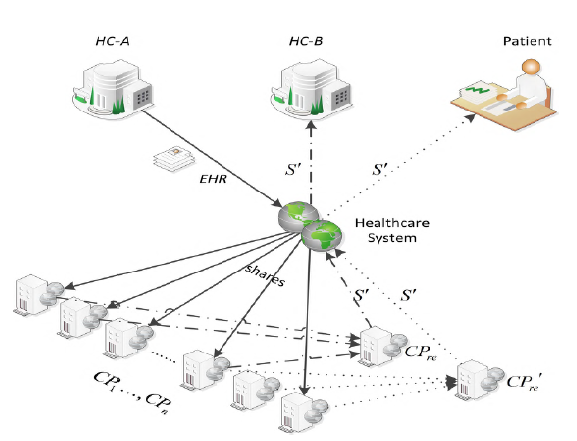 HC-A
HC-B
Patient
EHR
S'
S'
Healthcare
System
shares
S'
S'
CPre
CP1...,CPn
CPre'